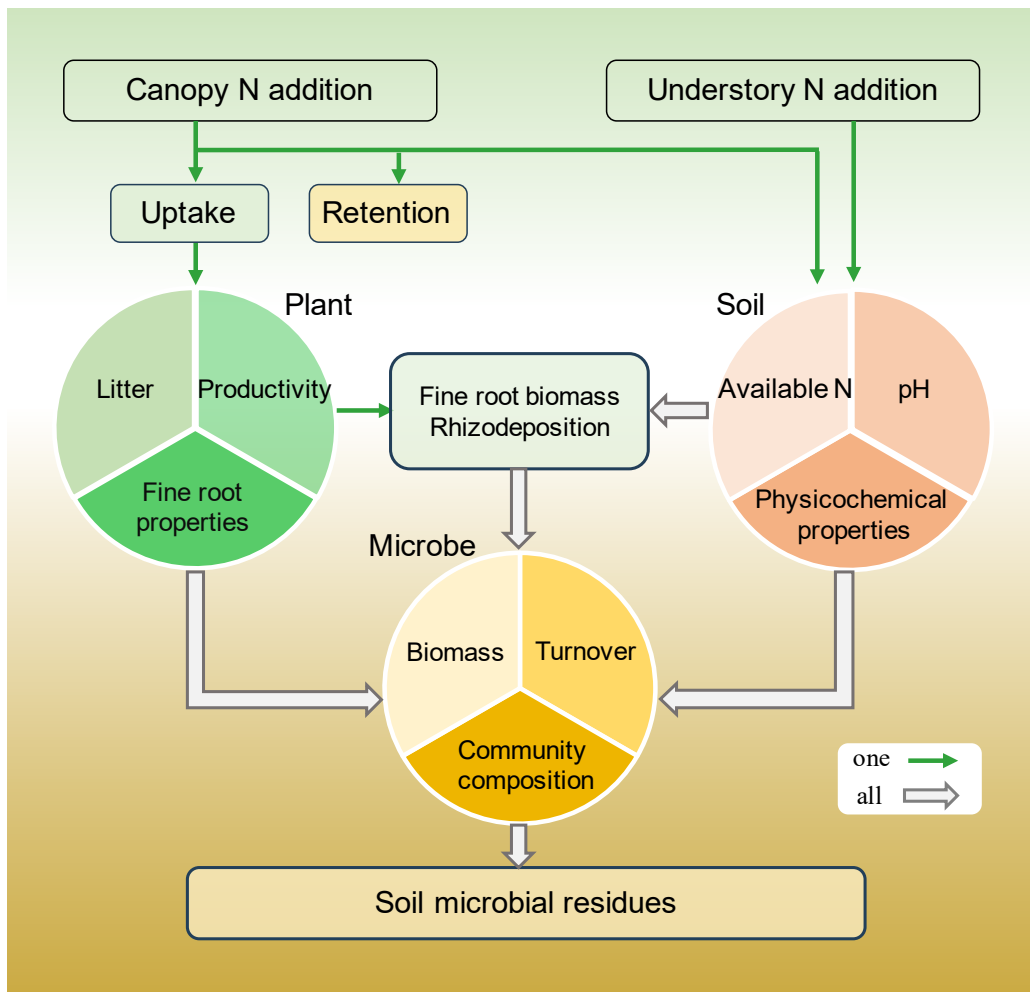 Canopy N addition
Understory N addition
Uptake
Retention
Plant
Soil
Litter
Productivity
Fine root
properties
Fine root biomass
Rhizodeposition
Available N
pH
Physicochemical
properties
Microbe
Biomass
Turnover
Community
composition
one
all
Soil microbial residues